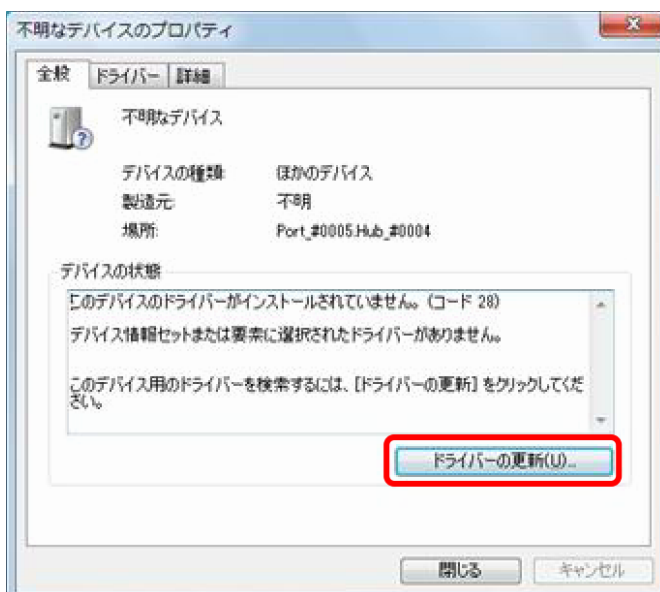 不明なデバイスのプロパティ
全般 ドライバー 詳細
不明なデバイス
デバイスの種類: ほかのデバイス
製造元: 不明
場所: Port_#0005.Hub_#0004
デバイスの状態
このデバイスのドライバーがインストールされていません。(コード 28)
デバイス情報セットまたは要素に選択されたドライバーがありません。
このデバイス用のドライバーを検索するには、[ドライバーの更新] をクリックしてくだ
さい。
ドライバーの更新(U)...
閉じる キャンセル